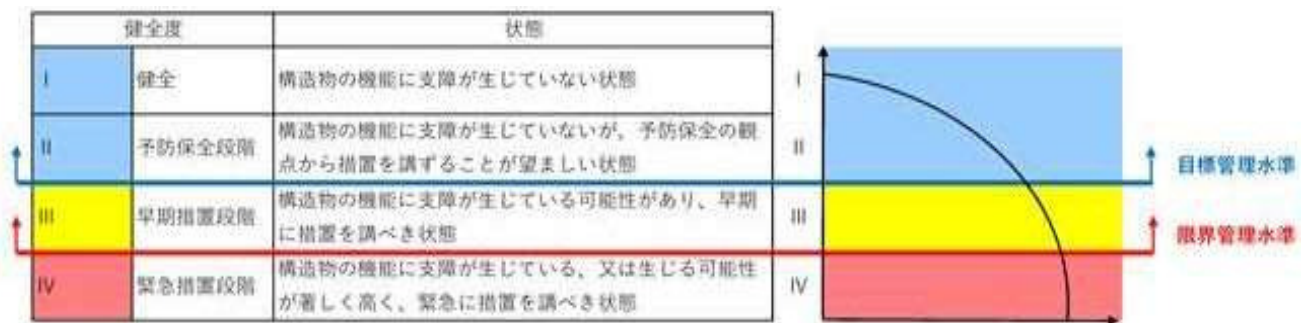 健全度 状態
I 健全 構造物の機能に支障が生じていない状態
II 予防保全段階 構造物の機能に支障が生じていないが、予防保全の観
点から措置を講ずることが望ましい状態
III 早期措置段階 構造物の機能に支障が生じている可能性があり、早期
に措置を講べき状態
IV 緊急措置段階 構造物の機能に支障が生じている、又は生じる可能性
が著しく高く、緊急に措置を講べき状態
I
II
III
IV
目標管理水準
限界管理水準